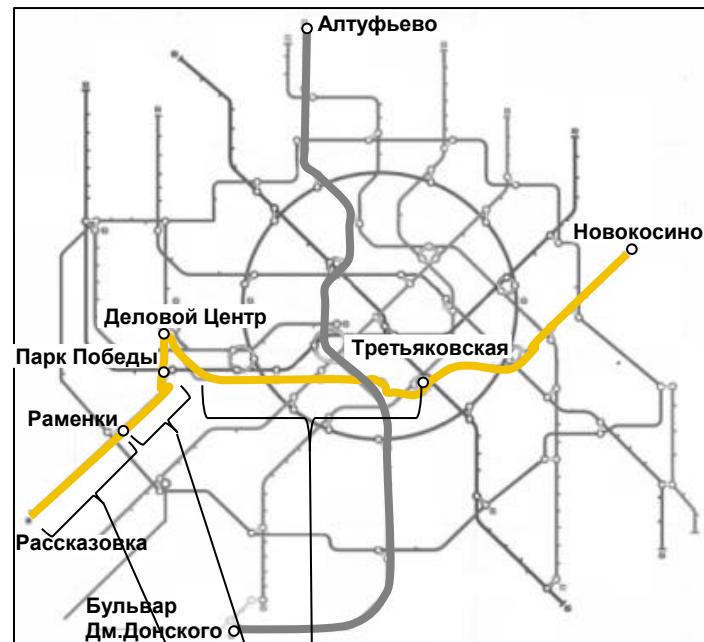 Алтуфьево
Новокосино
Деловой Центр
Третьяковская
Парк Победы
Раменки
Рассказовка
Бульвар
Дм.Донского